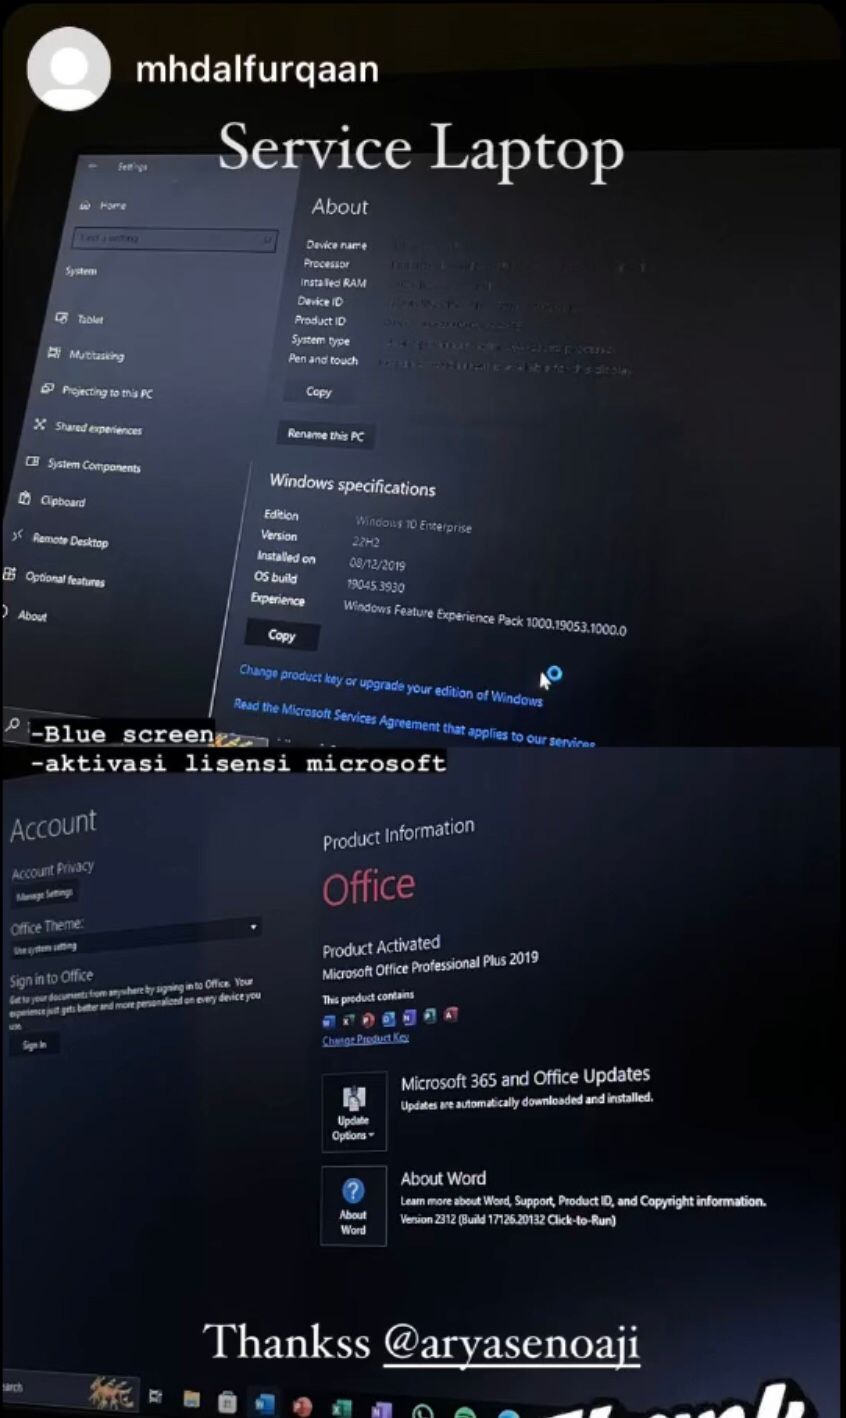 mhdalfurqaan
Service Laptop
Settings
Home
Find a setting
System
Tablet
Multitasking
Projecting to this PC
Shared experiences
System Components
Clipboard
Remote Desktop
Optional features
About
About
Device name
Processor
Installed RAM
Device ID
Product ID
System type
Pen and touch
Copy
Rename this PC
Windows specifications
Edition Windows 10 Enterprise
Version 22H2
Installed on 08/12/2019
OS build 19045.3930
Experience Windows Feature Experience Pack 1000.19053.1000.0
Copy
Change product key or upgrade your edition of Windows
Read the Microsoft Services Agreement that applies to our services
-Blue screen
-aktivasi lisensi microsoft
Account
Account Privacy
Manage Settings
Office Theme:
Use system setting
Sign in to Office
Get to your documents from anywhere by signing in to Office. Your
experience just gets better and more personalized on every device you
use.
Sign In
Product Information
Office
Product Activated
Microsoft Office Professional Plus 2019
This product contains
Change Product Key
Update
Options
Microsoft 365 and Office Updates
Updates are automatically downloaded and installed.
About
Word
About Word
Learn more about Word, Support, Product ID, and Copyright information.
Version 2312 (Build 17126.20132 Click-to-Run)
Thankss @aryasenoaji
earch